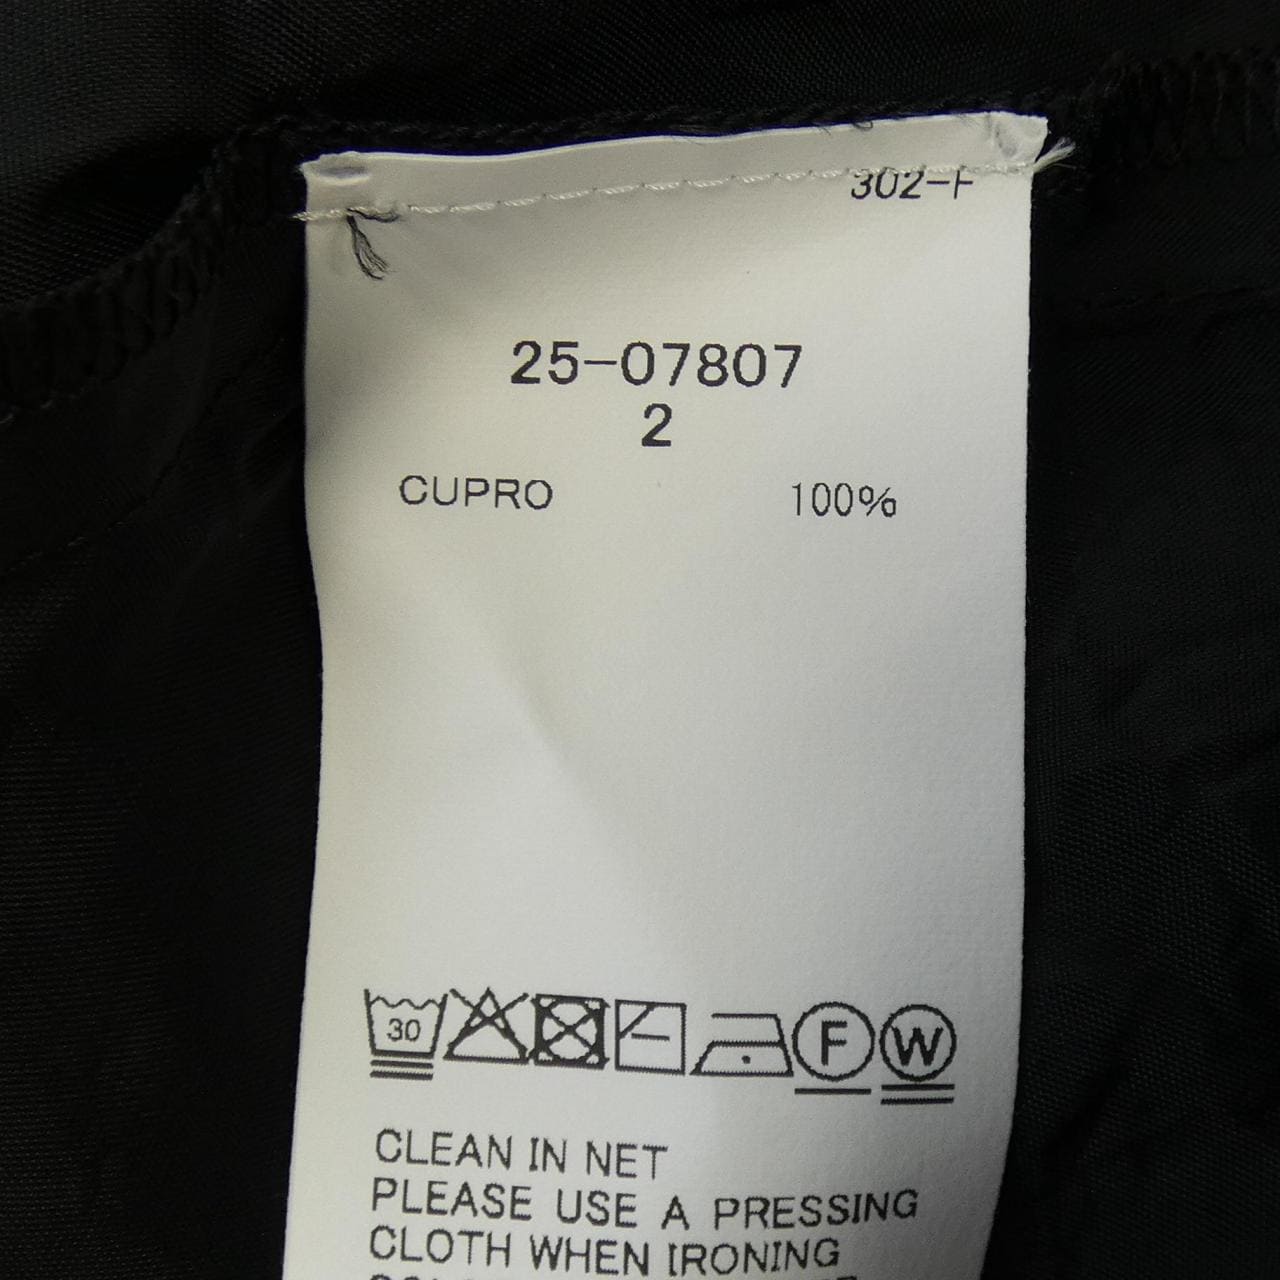 302-F
25-07807
2
CUPRO 100%
30 F W
CLEAN IN NET
PLEASE USE A PRESSING
CLOTH WHEN IRONING